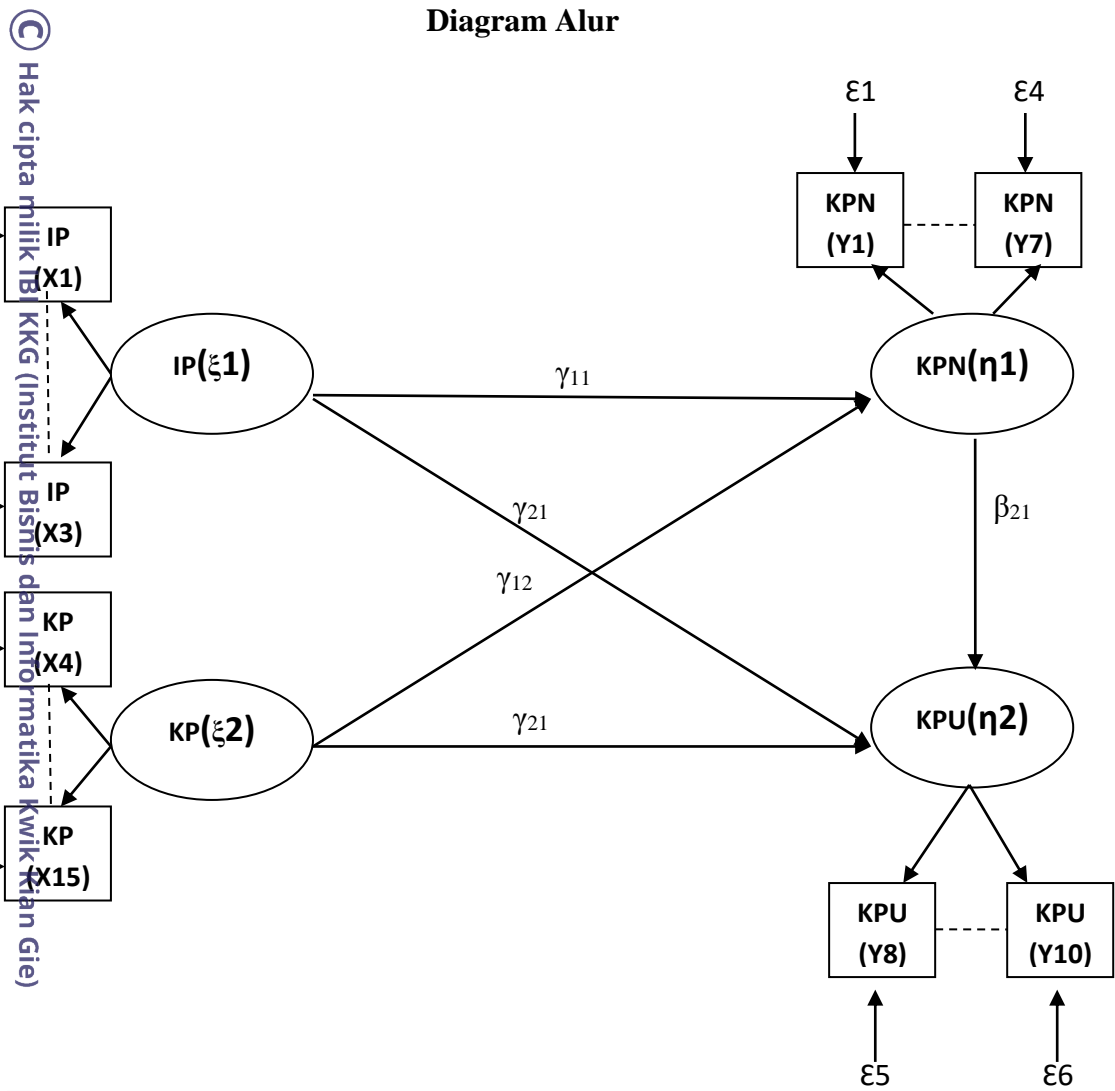 Diagram Alur
© Hak cipta milik IBI KKG (Institut Bisnis dan Informatika Kwik Kian Gie)
ε1
ε4
KPN
(Y1)
KPN
(Y7)
IP
(X1)
IP(ξ1)
γ11
KPN(η1)
IP
(X3)
γ21
β21
γ12
KP
(X4)
KP(ξ2)
γ21
KPU(η2)
KP
(X15)
KPU
(Y8)
KPU
(Y10)
ε5
ε6